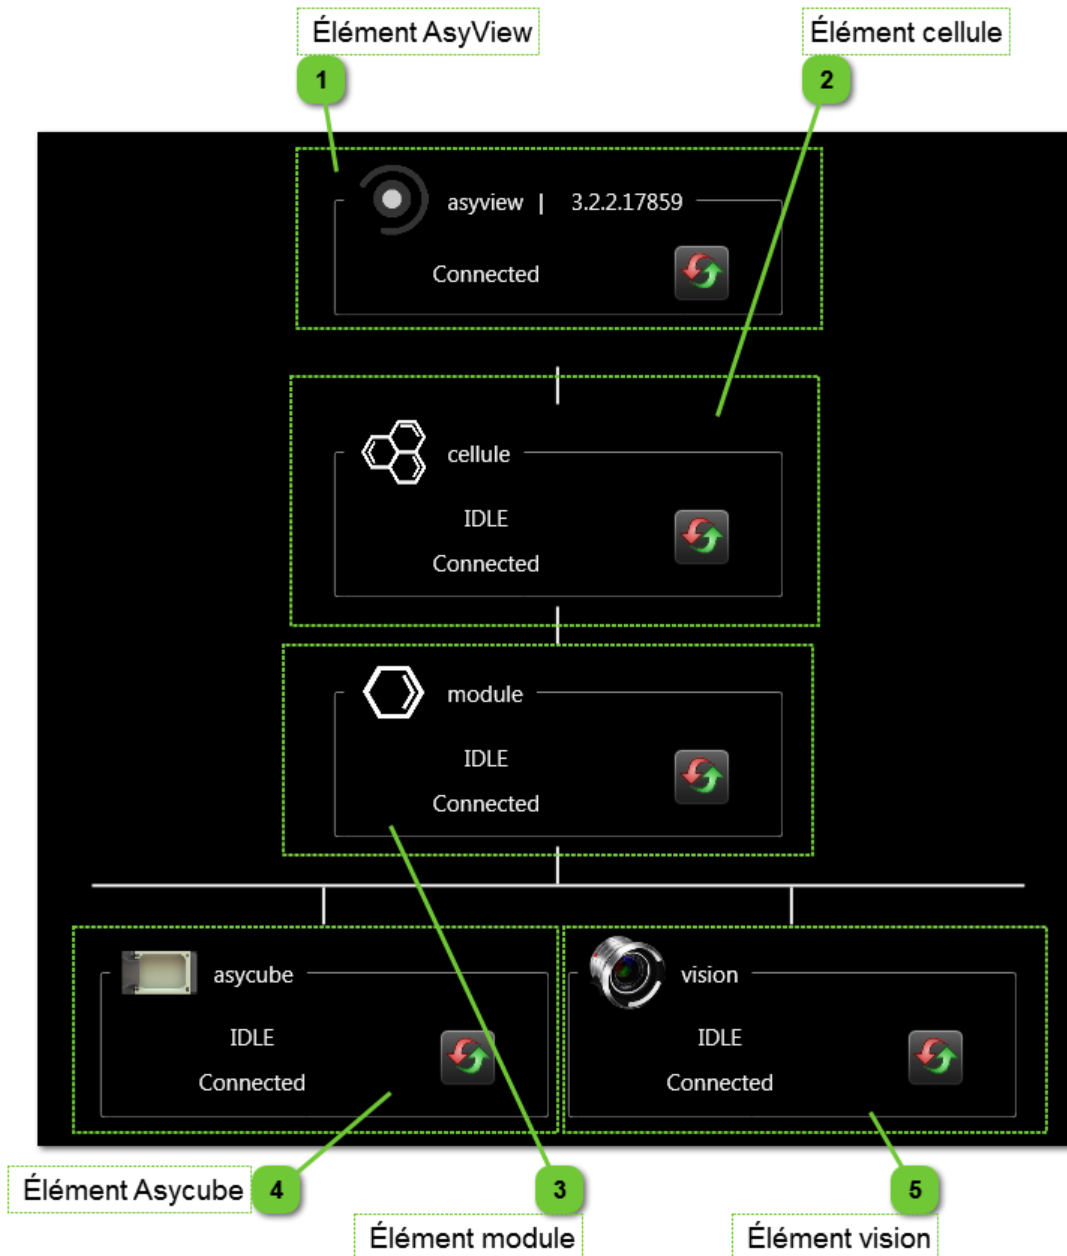 Élément AsyView
Élément cellule
1
2
asyview | 3.2.2.17859
Connected
cellule
IDLE
Connected
module
IDLE
Connected
asycube
IDLE
Connected
vision
IDLE
Connected
Élément Asycube 4
3
5
Élément module
Élément vision